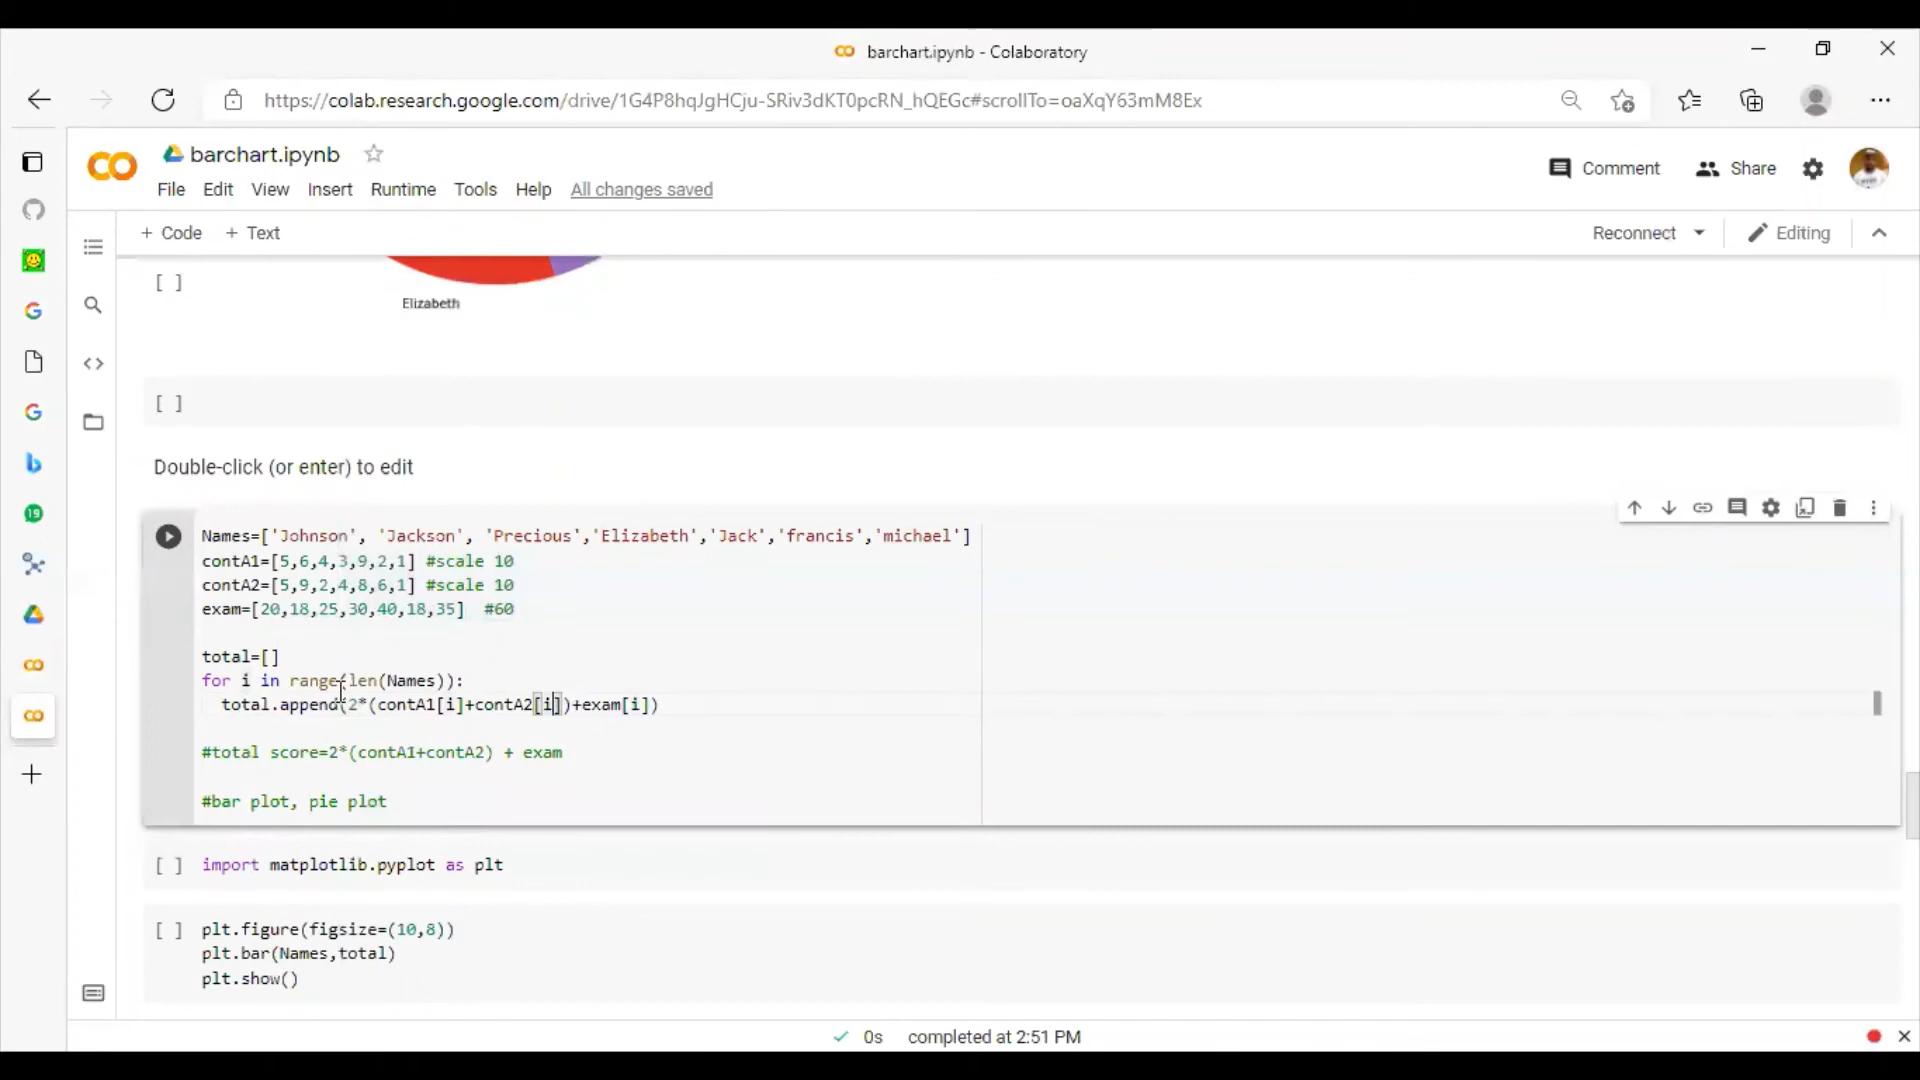 barchart.ipynb - Colaboratory
https://colab.research.google.com/drive/1G4P8hqJgHCju-SRiv3dKT0pcRN_hQEGc#scrollTo=oaXqY63mM8Ex
barchart.ipynb
Comment
Share
File Edit View Insert Runtime Tools Help All changes saved
+ Code + Text
Reconnect
Editing
[ ]
Elizabeth
[ ]
Double-click (or enter) to edit
Names=['Johnson', 'Jackson', 'Precious','Elizabeth','Jack','francis','michael']
contA1=[5,6,4,3,9,2,1] #scale 10
contA2=[5,9,2,4,8,6,1] #scale 10
exam=[20,18,25,30,40,18,35]  #60
total=[]
for i in range(len(Names)):
  total.append(2*(contA1[i]+contA2[i])+exam[i])
#total score=2*(contA1+contA2) + exam
#bar plot, pie plot
[ ] import matplotlib.pyplot as plt
[ ] plt.figure(figsize=(10,8))
plt.bar(Names,total)
plt.show()
0s completed at 2:51 PM
19